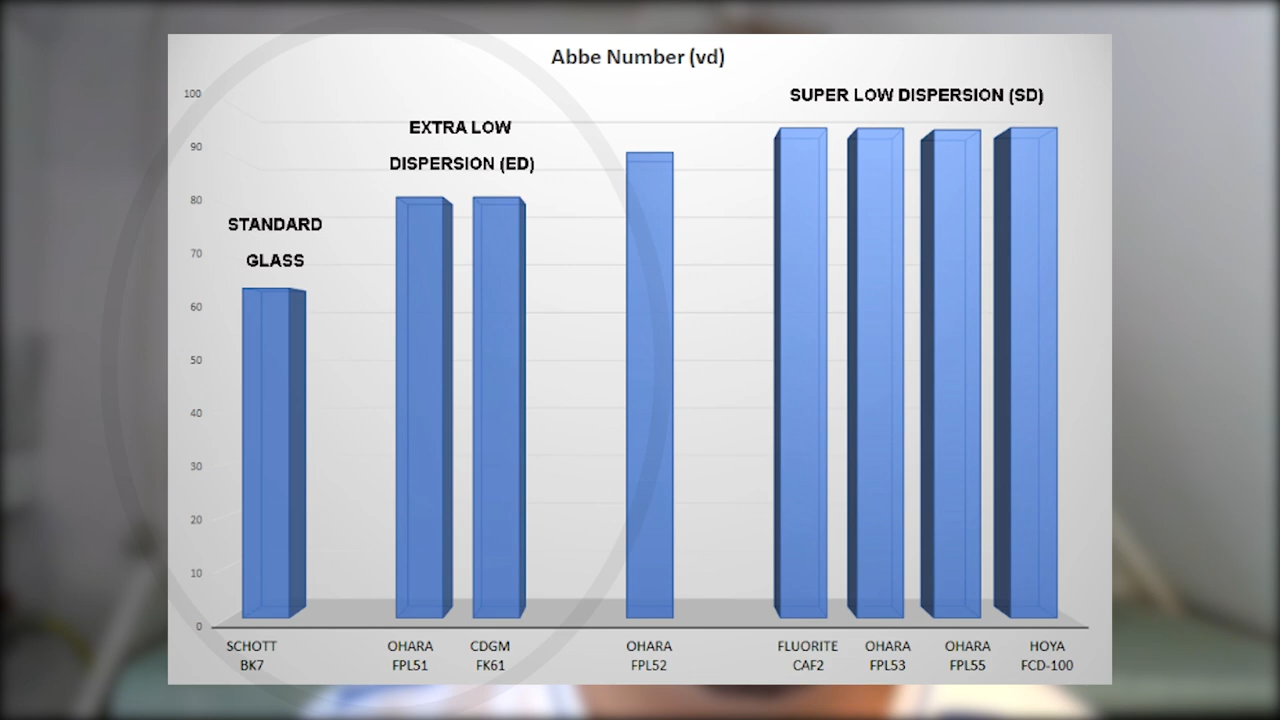 Abbe Number (vd)
SUPER LOW DISPERSION (SD)
EXTRA LOW
DISPERSION (ED)
STANDARD
GLASS
100
90
80
70
60
50
40
30
20
10
0
SCHOTT
BK7
OHARA
FPL51
CDGM
FK61
OHARA
FPL52
FLUORITE
CAF2
OHARA
FPL53
OHARA
FPL55
HOYA
FCD-100